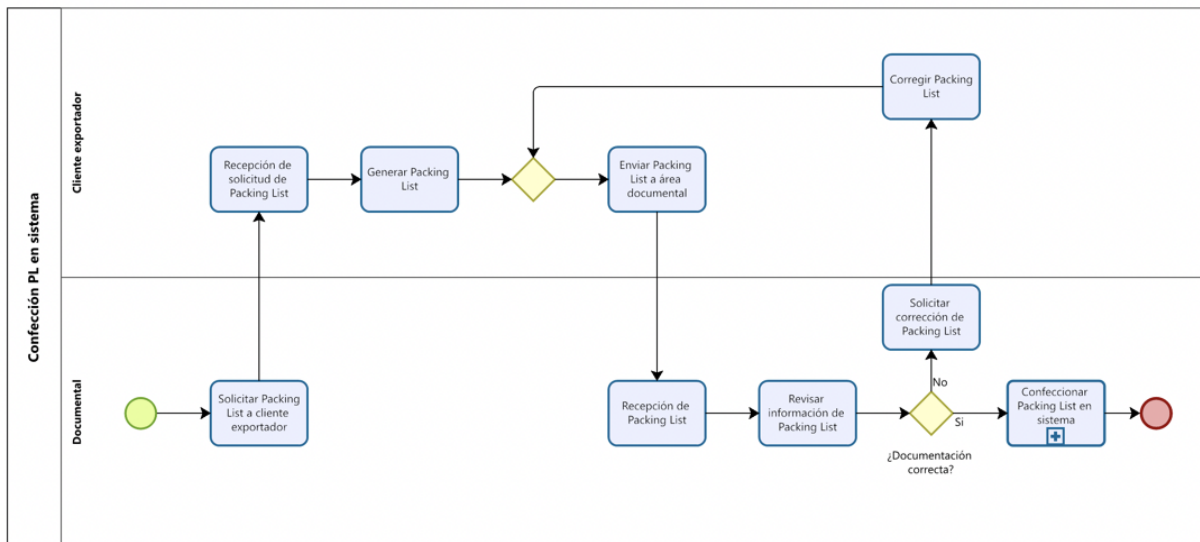 Confección PL en sistema
Cliente exportador
Documental
Corregir Packing
List
Recepción de
solicitud de
Packing List
Generar Packing
List
Enviar Packing
List a área
documental
Solicitar
corrección de
Packing List
Solicitar Packing
List a cliente
exportador
Recepción de
Packing List
Revisar
información de
Packing List
No
Si
¿Documentación
correcta?
Confeccionar
Packing List en
sistema